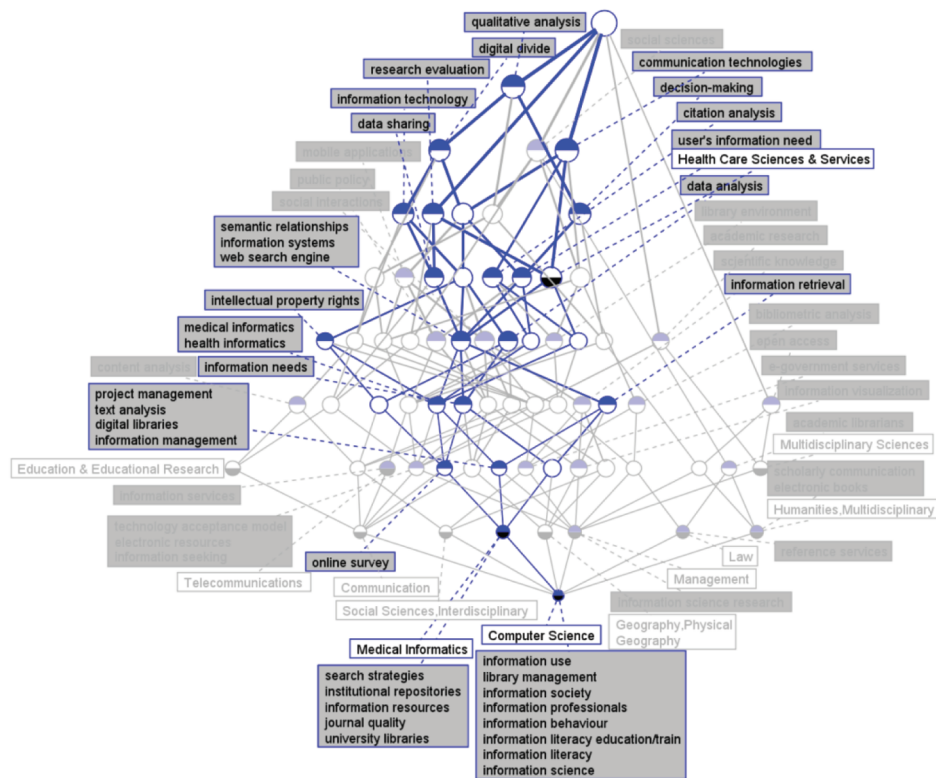 qualitative analysis
digital divide
social sciences
research evaluation
communication technologies
information technology
decision-making
data sharing
citation analysis
mobile applications
user's information need
Health Care Sciences & Services
public policy
data analysis
social interactions
library environment
semantic relationships
information systems
web search engine
academic research
scientific knowledge
information retrieval
intellectual property rights
bibliometric analysis
medical informatics
health informatics
open access
content analysis
information needs
e-government services
information visualization
project management
text analysis
digital libraries
information management
academic librarians
Multidisciplinary Sciences
Education & Educational Research
scholarly communication
electronic books
information services
Humanities,Multidisciplinary
technology acceptance model
electronic resources
information seeking
reference services
online survey
Law
Telecommunications
Communication
Management
Social Sciences,Interdisciplinary
information science research
Geography,Physical
Geography
Medical Informatics
Computer Science
search strategies
institutional repositories
information resources
journal quality
university libraries
information use
library management
information society
information professionals
information behaviour
information literacy education/train
information literacy
information science